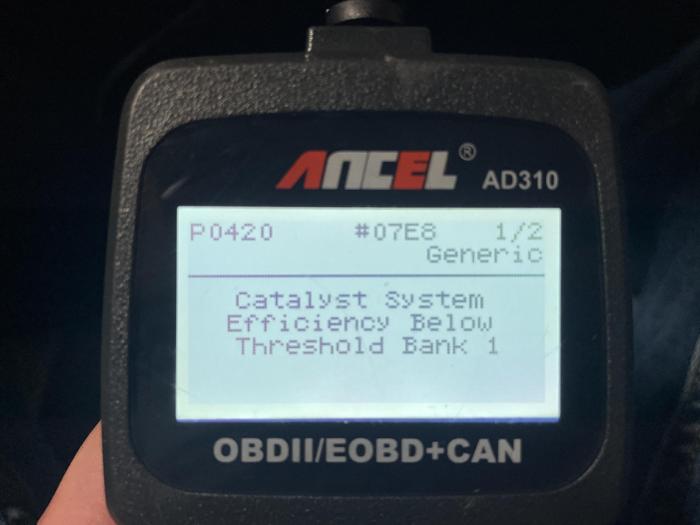 ANCEL® AD310
P0420 #07E8 1/2
Generic
Catalyst System
Efficiency Below
Threshold Bank 1
OBDII/EOBD+CAN